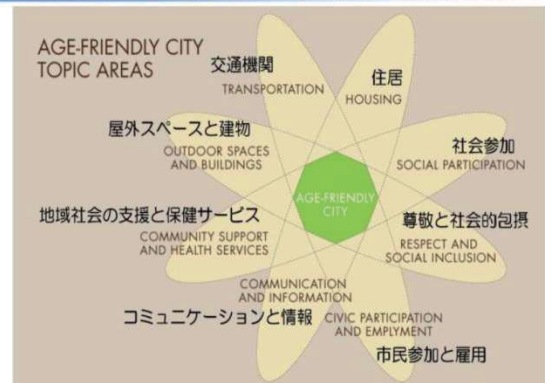 AGE-FRIENDLY CITY
TOPIC AREAS
交通機関
TRANSPORTATION
住居
HOUSING
屋外スペースと建物
OUTDOOR SPACES
AND BUILDINGS
社会参加
SOCIAL PARTICIPATION
AGE-FRIENDLY
CITY
地域社会の支援と保健サービス
COMMUNITY SUPPORT
AND HEALTH SERVICES
尊敬と社会的包摂
RESPECT AND
SOCIAL INCLUSION
COMMUNICATION
AND INFORMATION
コミュニケーションと情報
CIVIC PARTICIPATION
AND EMPLYMENT
市民参加と雇用